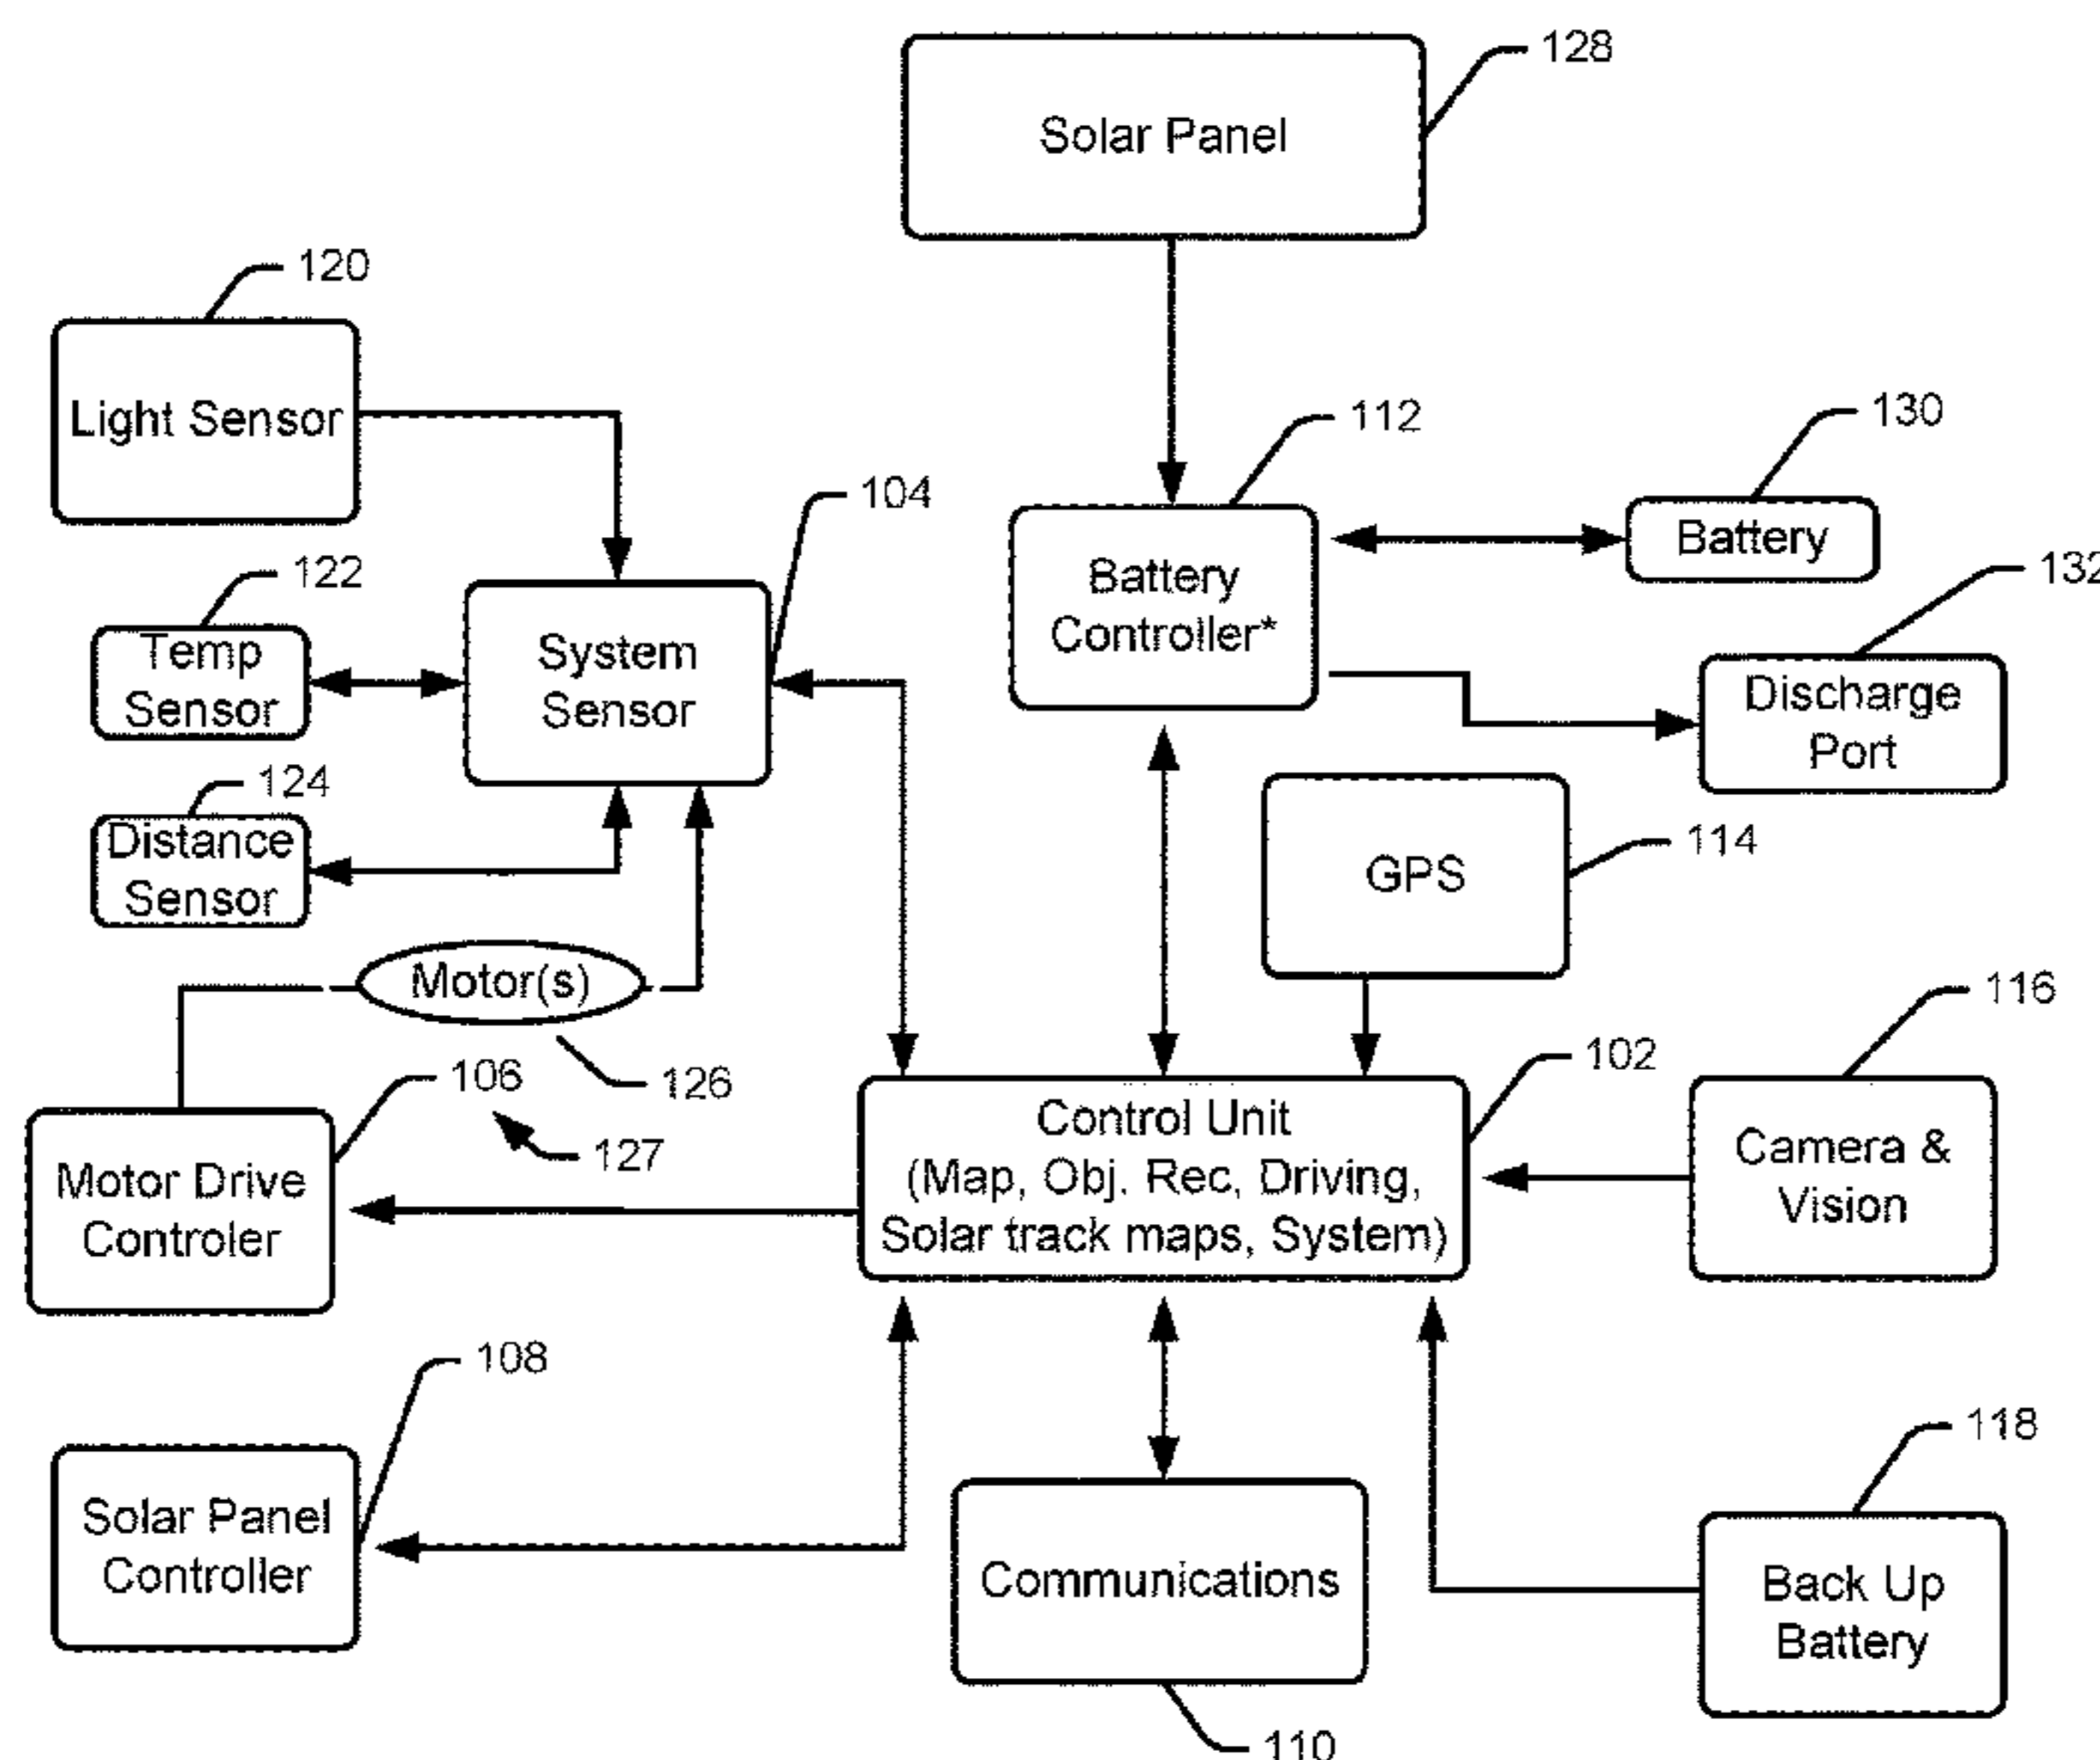 128
Solar Panel
120
Light Sensor
112
130
104
Battery
122
132
Battery
Controller*
Temp
Sensor
System
Sensor
Discharge
Port
124
Distance
Sensor
GPS
114
Motor(s)
116
126
106
102
127
Control Unit
(Map, Obj. Rec, Driving,
Solar track maps, System)
Camera &
Vision
Motor Drive
Controler
108
118
Solar Panel
Controller
Communications
Back Up
Battery
110